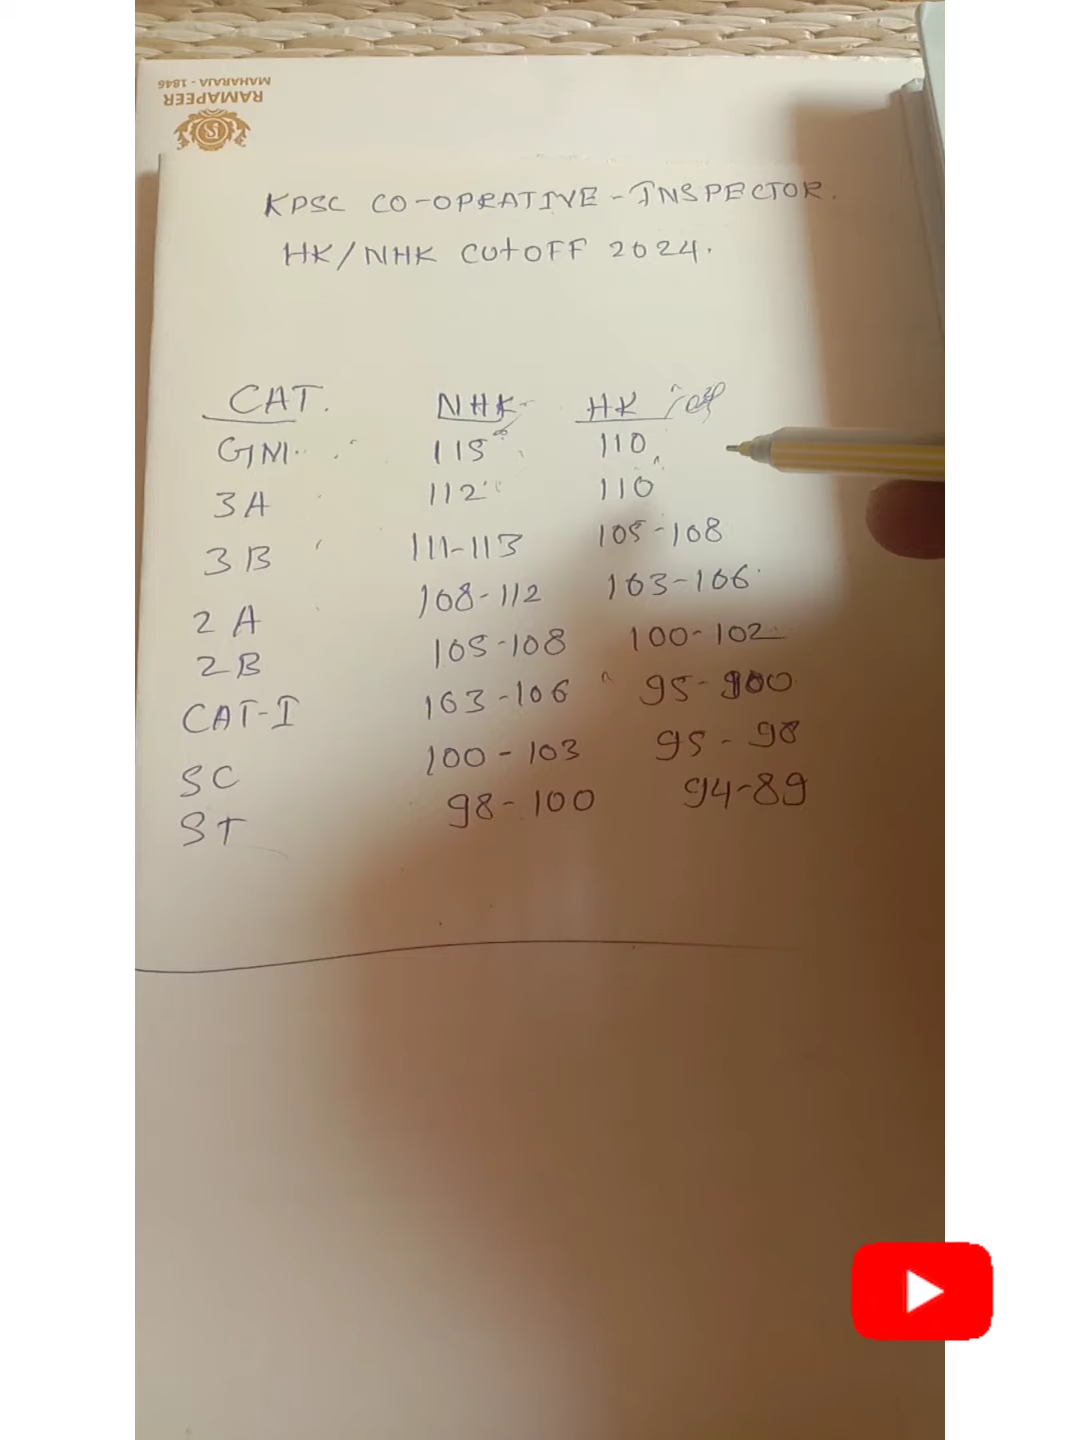 RAMAPEER
MAHARAJA - 1846
KPSC CO-OPRATIVE-INSPECTOR.
HK/NHK CUtOFF 2024.
CAT. NHK HK
GM. 115 110
3A 112 110
3B 111-113 105-108
2A 108-112 103-106
2B 105-108 100-102
CAT-I 103-106 95-100
SC 100-103 95-98
ST 98-100 94-89